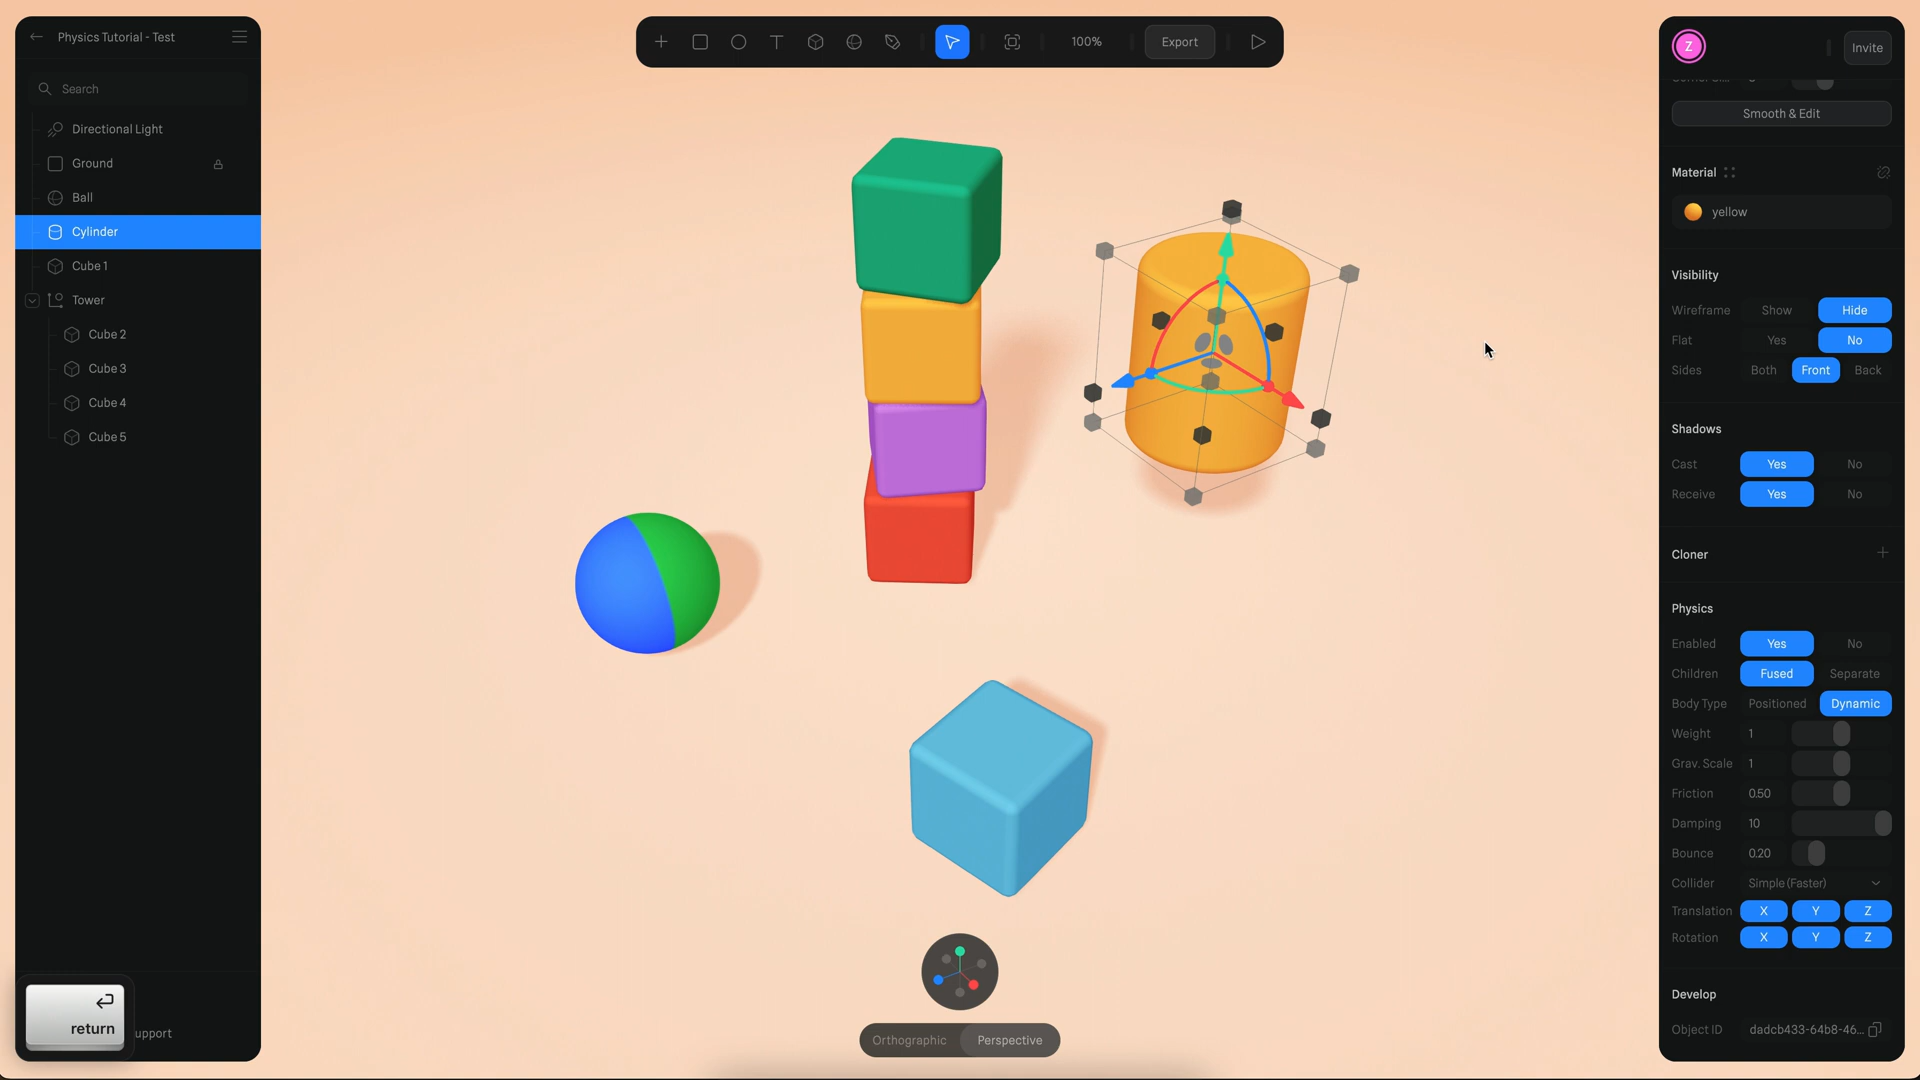 Physics Tutorial - Test
Search
Directional Light
Ground
Ball
Cylinder
Cube 1
Tower
Cube 2
Cube 3
Cube 4
Cube 5
return
upport
100%
Export
Orthographic
Perspective
Z
Invite
Smooth & Edit
Material
yellow
Visibility
Wireframe Show Hide
Flat Yes No
Sides Both Front Back
Shadows
Cast Yes No
Receive Yes No
Cloner
Physics
Enabled Yes No
Children Fused Separate
Body Type Positioned Dynamic
Weight 1
Grav. Scale 1
Friction 0.50
Damping 10
Bounce 0.20
Collider Simple (Faster)
Translation X Y Z
Rotation X Y Z
Develop
Object ID dadcb433-64b8-46...